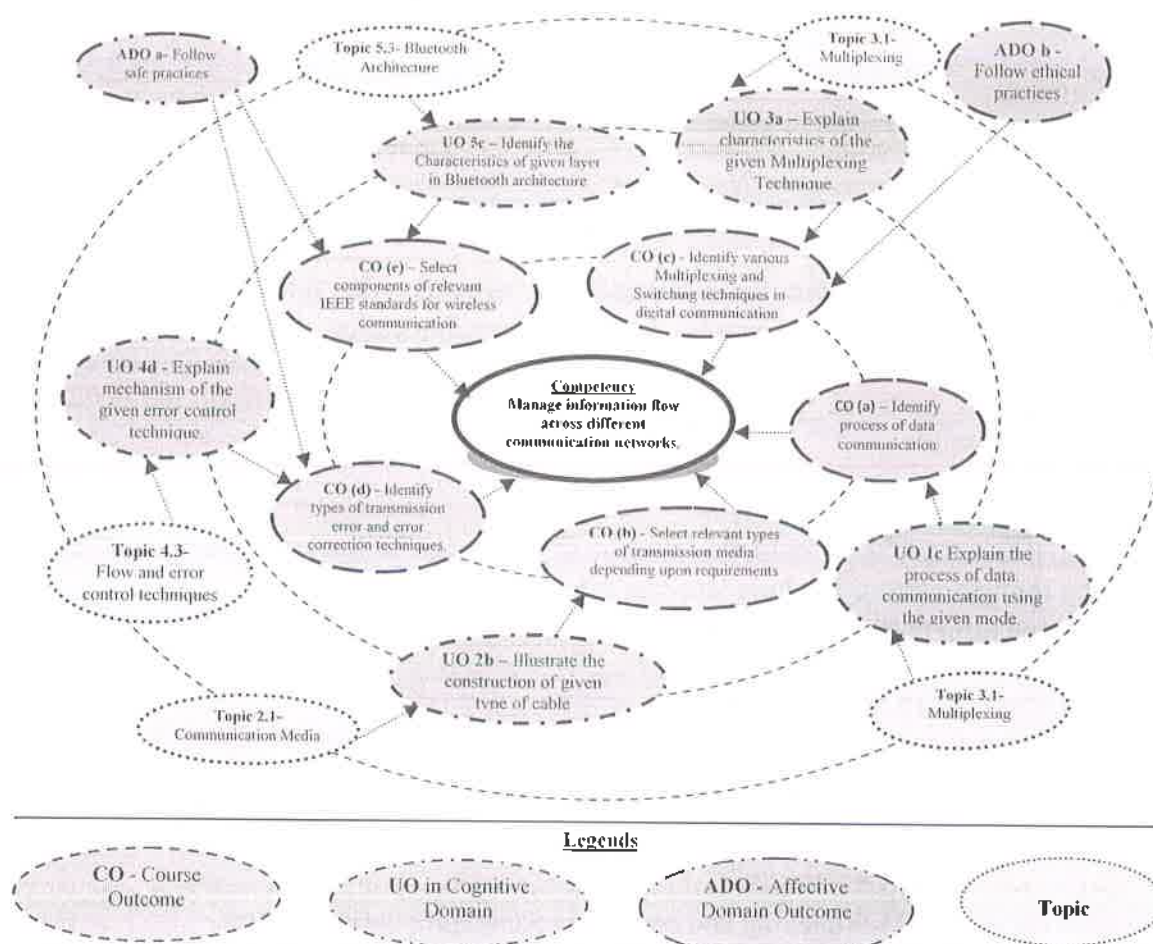 ADO a- Follow
safe practices
Topic 5.3- Bluetooth
Architecture
Topic 3.1-
Multiplexing
ADO b -
Follow ethical
practices
UO 5c – Identify the
Characteristics of given layer
in Bluetooth architecture
UO 3a – Explain
characteristics of the
given Multiplexing
Technique.
CO (e) – Select
components of relevant
IEEE standards for wireless
communication
CO (c) - Identify various
Multiplexing and
Switching techniques in
digital communication
UO 4d - Explain
mechanism of the
given error control
technique.
Competency
Manage information flow
across different
communication networks.
CO (a) – Identify
process of data
communication
CO (d) - Identify
types of transmission
error and error
correction techniques.
CO (b) - Select relevant types
of transmission media
depending upon requirements
Topic 4.3-
Flow and error
control techniques
UO 1c Explain the
process of data
communication using
the given mode.
UO 2b – Illustrate the
construction of given
type of cable
Topic 2.1-
Communication Media
Topic 3.1-
Multiplexing
Legends
CO - Course
Outcome
UO in Cognitive
Domain
ADO - Affective
Domain Outcome
Topic